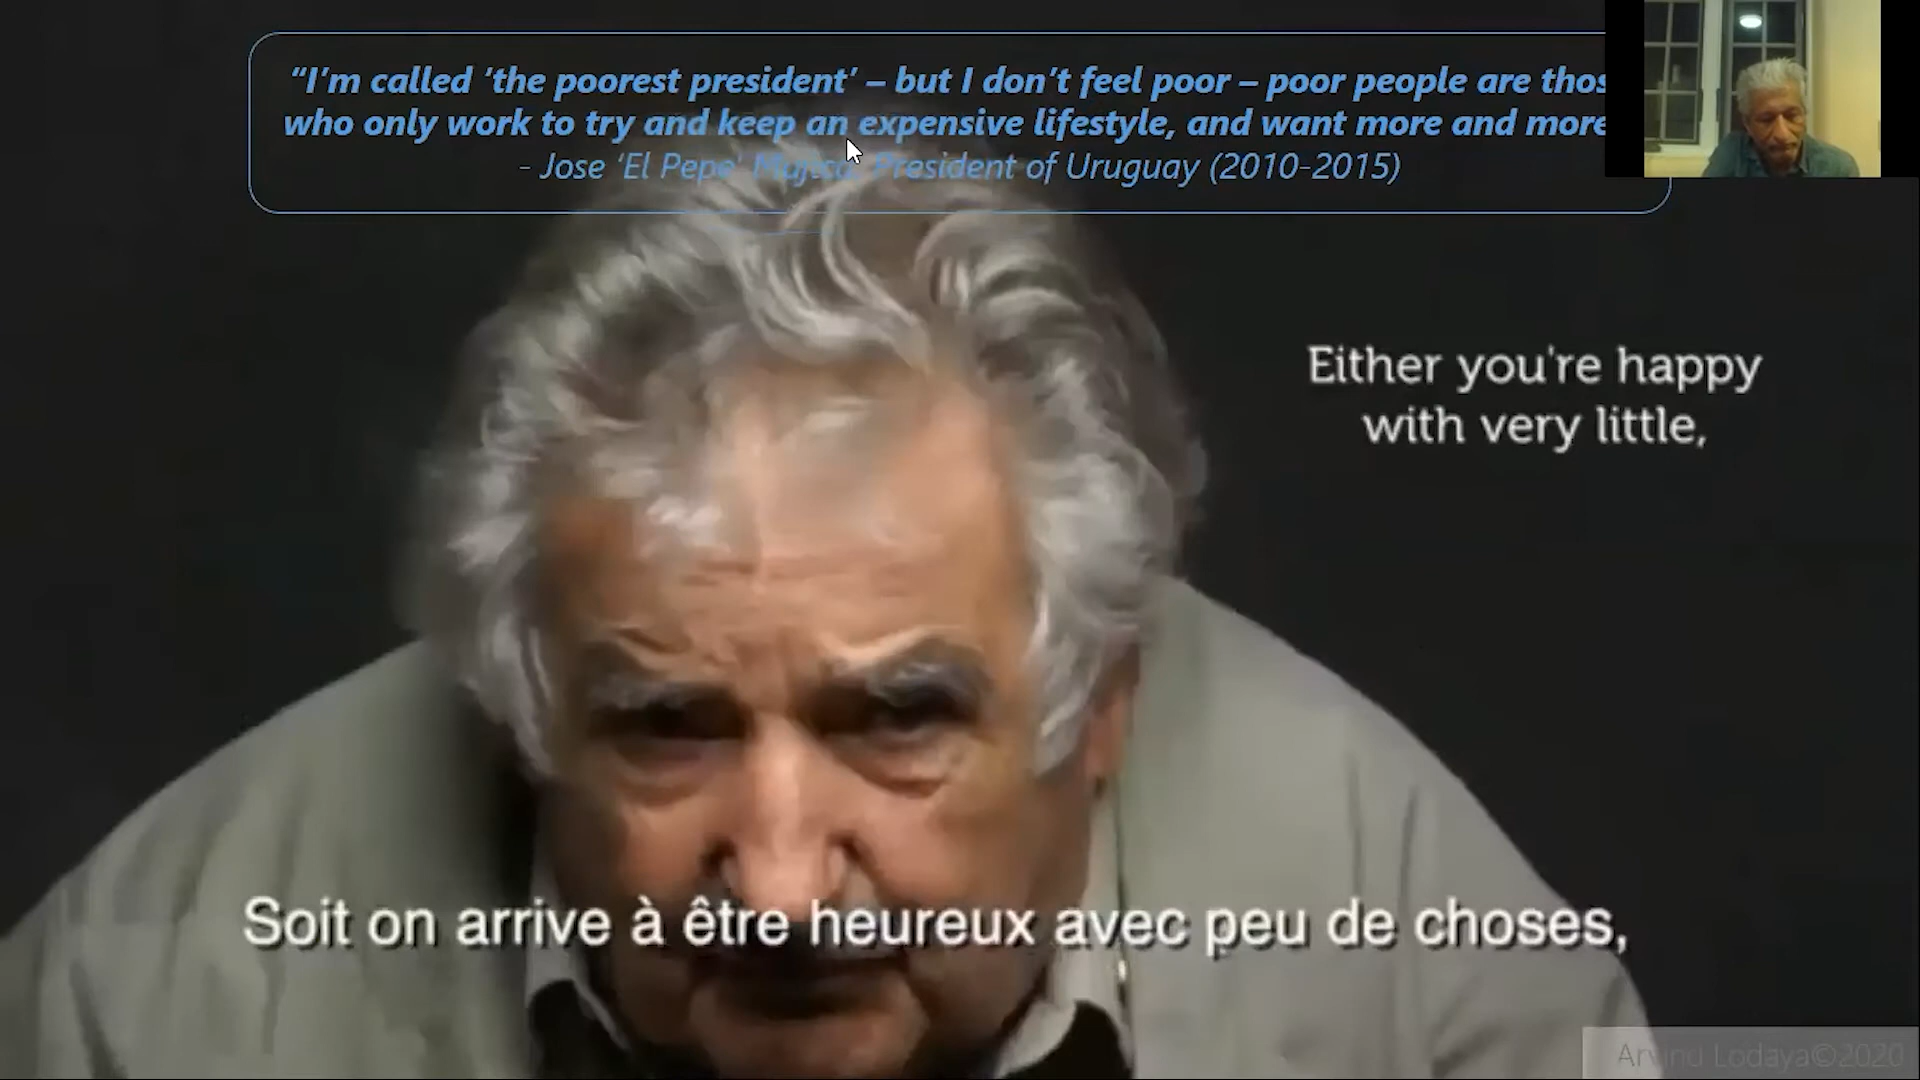 “I’m called ‘the poorest president’ – but I don’t feel poor – poor people are thos
who only work to try and keep an expensive lifestyle, and want more and more
- Jose ‘El Pepe’ Mujica, President of Uruguay (2010-2015)
Either you're happy
with very little,
Soit on arrive à être heureux avec peu de choses,
Arvind Lodaya©2020